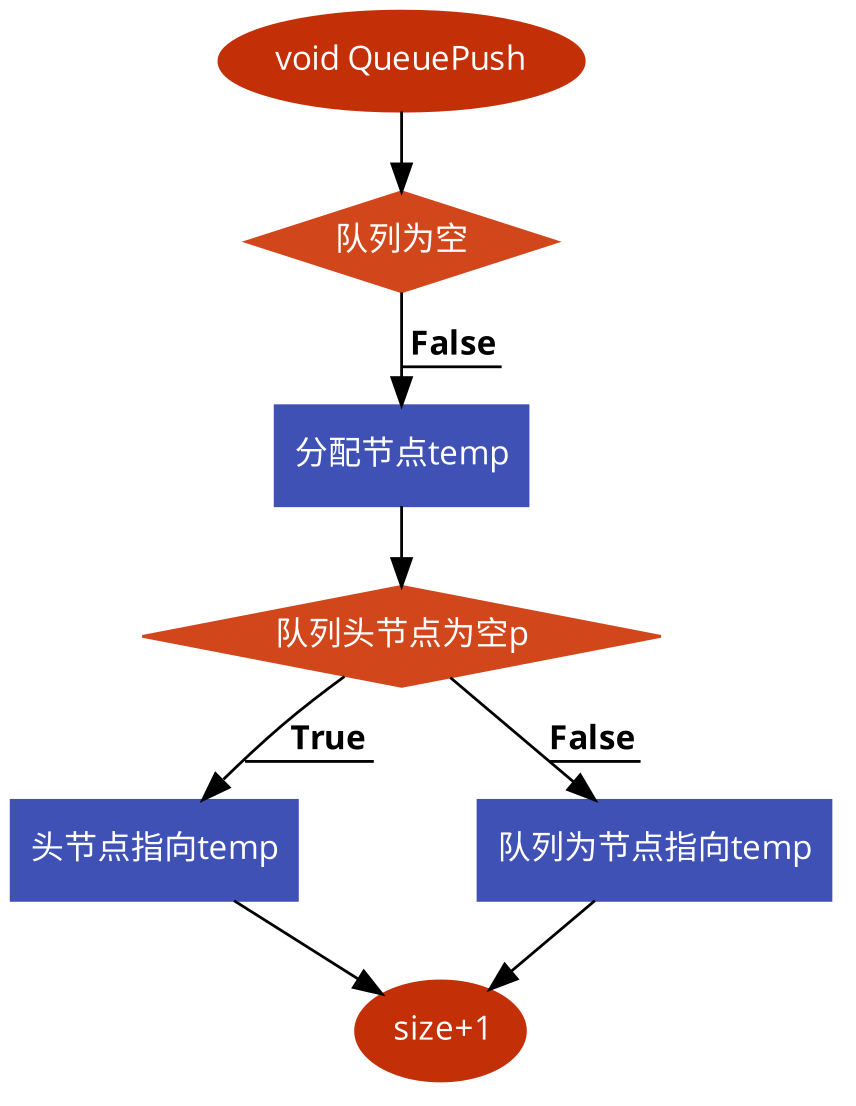 void QueuePush
队列为空
False
分配节点temp
队列头节点为空p
True
False
头节点指向temp
队列为节点指向temp
size+1